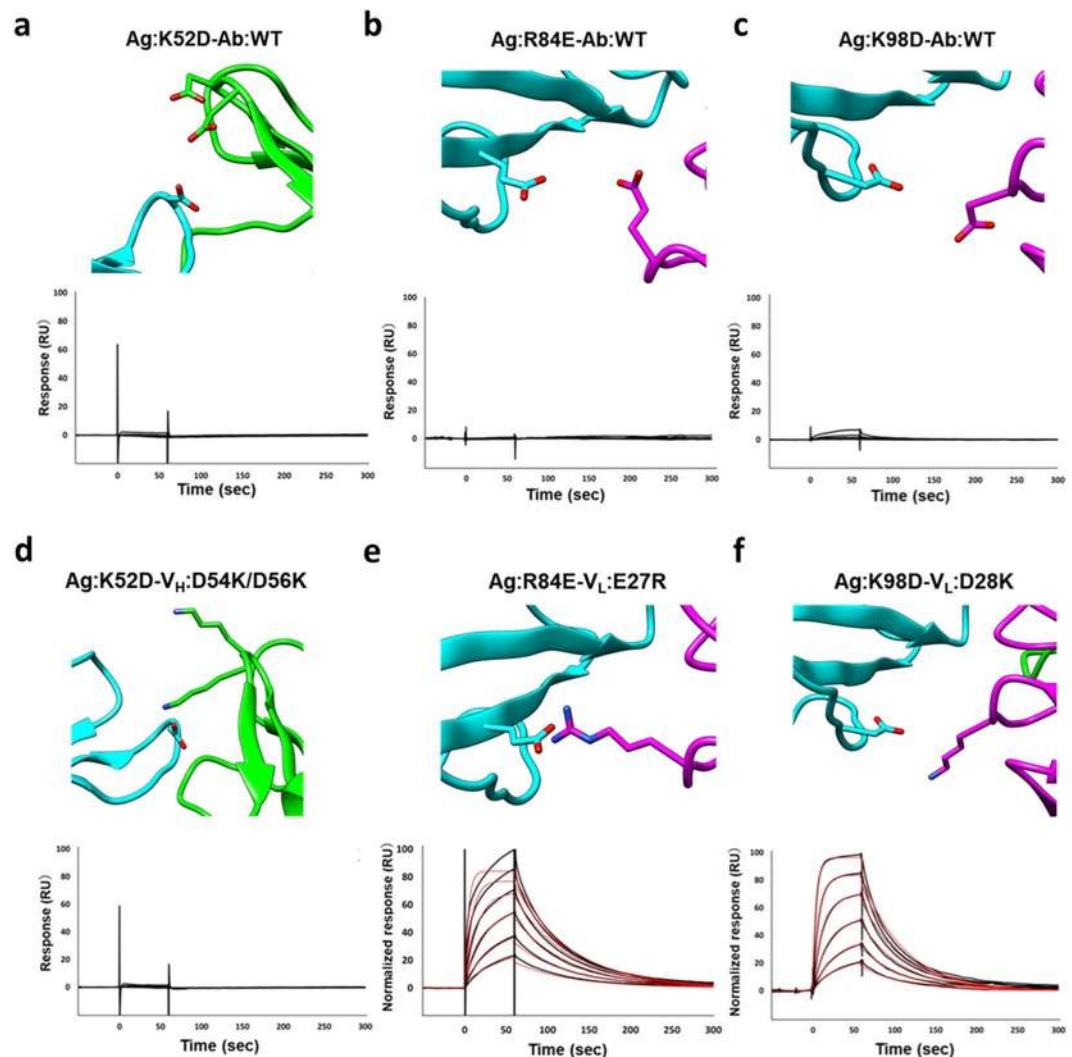 a
Ag:K52D-Ab:WT
b
Ag:R84E-Ab:WT
c
Ag:K98D-Ab:WT
Response (RU)
100
80
60
40
20
0
0 50 100 150 200 250 300
Time (sec)
Response (RU)
100
80
60
40
20
0
0 50 100 150 200 250 300
Time (sec)
Response (RU)
100
80
60
40
20
0
0 50 100 150 200 250 300
Time (sec)
d
Ag:K52D-VH:D54K/D56K
e
Ag:R84E-VL:E27R
f
Ag:K98D-VL:D28K
Response (RU)
100
80
60
40
20
0
0 50 100 150 200 250 300
Time (sec)
Normalized response (RU)
100
80
60
40
20
0
0 50 100 150 200 250 300
Time (sec)
Normalized response (RU)
100
80
60
40
20
0
0 50 100 150 200 250 300
Time (sec)